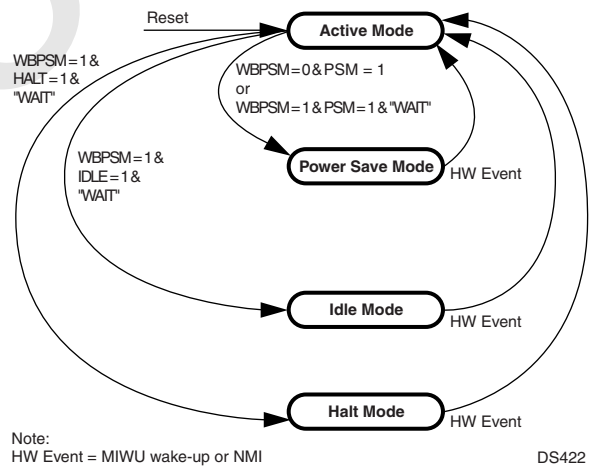 Reset
Active Mode
WBPSM=1&
HALT=1&
"WAIT"
WBPSM=0&PSM = 1
or
WBPSM=1&PSM=1&"WAIT"
WBPSM=1&
IDLE=1&
"WAIT"
Power Save Mode
HW Event
Idle Mode
HW Event
Halt Mode
HW Event
Note:
HW Event = MIWU wake-up or NMI
DS422